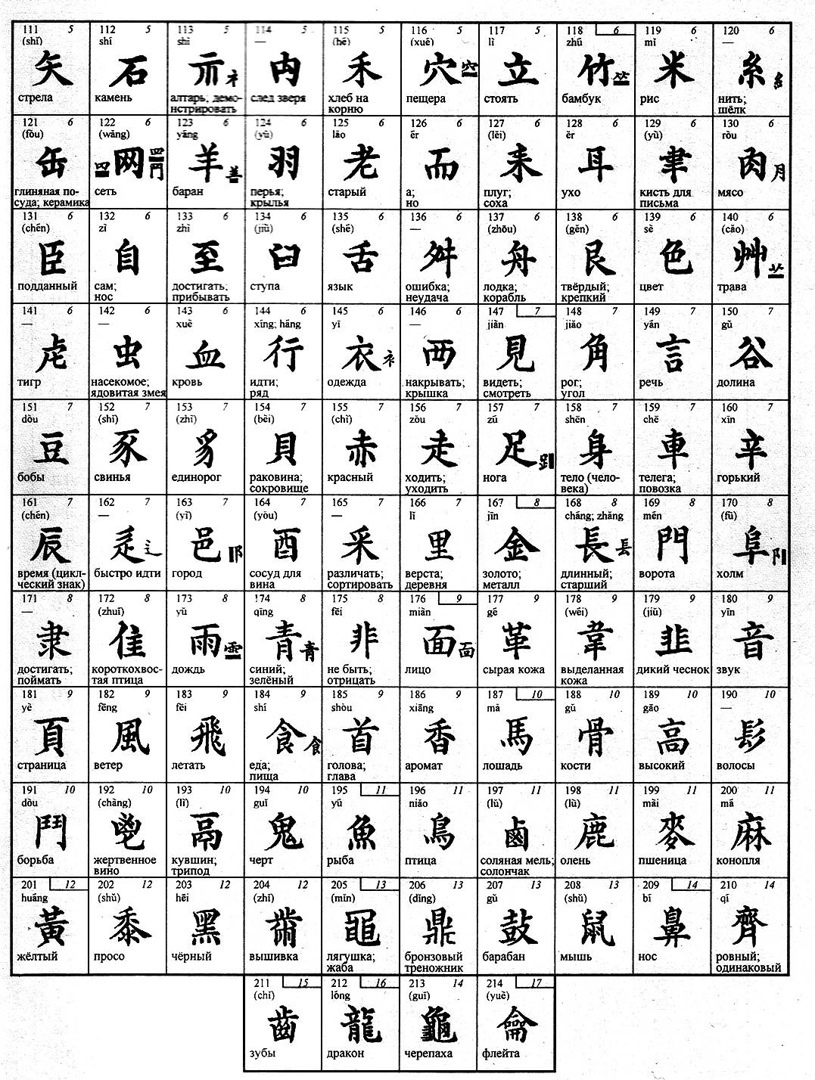 111 5 112 5 113 5 114 5 115 5 116 5 117 5 118 6 119 6 120 6
(shǐ) shí shì — (hé) (xuè) lì zhú mǐ —
矢 石 示 礻 禸 禾 穴 立 竹 米 糸 糹
стрела камень алтарь; демо- след зверя хлеб на пещера стоять бамбук рис нить;
нстрировать корню шёлк
121 6 122 6 123 6 124 6 125 6 126 6 127 6 128 6 129 6 130 6
(fǒu) (wǎng) yáng (yǔ) lǎo ér (lěi) ěr (yù) ròu
缶 罒 网 羊 羽 老 而 耒 耳 聿 肉 月
глиняная по- сеть баран перья; старый а; плуг; ухо кисть для мясо
суда; керамика крылья но соха письма
131 6 132 6 133 6 134 6 135 6 136 6 137 6 138 6 139 6 140 6
(chén) zì zhì (jiù) (shé) — (zhōu) (gēn) sè (cǎo)
臣 自 至 臼 舌 舛 舟 艮 色 艸 艹
подданный сам; достигать; ступа язык ошибка; лодка; твёрдый; цвет трава
нос прибывать неудача корабль крепкий
141 6 142 6 143 6 144 6 145 6 146 6 147 7 148 7 149 7 150 7
— — xuè xíng; háng yī — jiàn jiǎo yán gǔ
虍 虫 血 行 衣 衤 西 見 角 言 谷
тигр насекомое; кровь идти; одежда накрывать; видеть; рог; речь долина
ядовитая змея ряд крышка смотреть угол
151 7 152 7 153 7 154 7 155 7 156 7 157 7 158 7 159 7 160 7
dòu (shǐ) (zhì) (bèi) (chì) zǒu zú shēn chē xīn
豆 豕 豸 貝 赤 走 足 身 車 辛
бобы свинья единорог раковина; красный ходить; нога тело (чело- телега; горький
сокровище уходить века) повозка
161 7 162 7 163 7 164 7 165 7 166 7 167 8 168 8 169 8 170 8
(chén) — (yì) (yǒu) — lǐ jīn cháng; zhǎng mén (fù)
辰 辵 辶 邑 阝 酉 釆 里 金 長 镸 門 阜 阝
время (цикл- быстро идти город сосуд для различать; верста; золото; длинный; ворота холм
ческий знак) вина сортировать деревня металл старший
171 8 172 8 173 8 174 8 175 8 176 9 177 9 178 9 179 9 180 9
— (zhuī) yǔ qīng fēi miàn gé (wéi) (jiǔ) yīn
隶 隹 雨 青 青 非 面 面 革 韋 韭 音
достигать; короткохвос- дождь синий; не быть; лицо сырая кожа выделанная дикий чеснок звук
поймать тая птица зелёный отрицать кожа
181 9 182 9 183 9 184 9 185 9 186 9 187 10 188 10 189 10 190 10
yè fēng fēi shí shǒu xiāng mǎ gǔ gāo —
頁 風 飛 食 飠 首 香 馬 骨 高 髟
страница ветер летать еда; голова; аромат лошадь кости высокий волосы
пища глава
191 10 192 10 193 10 194 10 195 11 196 11 197 11 198 11 199 11 200 11
dòu (chàng) (lì) guǐ yú niǎo (lǔ) (lù) mài má
鬥 鬯 鬲 鬼 魚 鳥 鹵 鹿 麥 麻
борьба жертвенное кувшин; черт рыба птица соляная мель; олень пшеница конопля
вино трипод солончак
201 12 202 12 203 12 204 12 205 13 206 13 207 13 208 13 209 14 210 14
huáng (shǔ) hēi (zhǐ) (mǐn) (dǐng) gǔ (shǔ) bí qí
黃 黍 黑 黹 黽 鼎 鼓 鼠 鼻 齊
жёлтый просо чёрный вышивка лягушка; бронзовый барабан мышь нос ровный;
жаба треножник одинаковый
211 15 212 16 213 14 214 17
(chǐ) lóng (guī) (yuè)
齒 龍 龜 龠
зубы дракон черепаха флейта